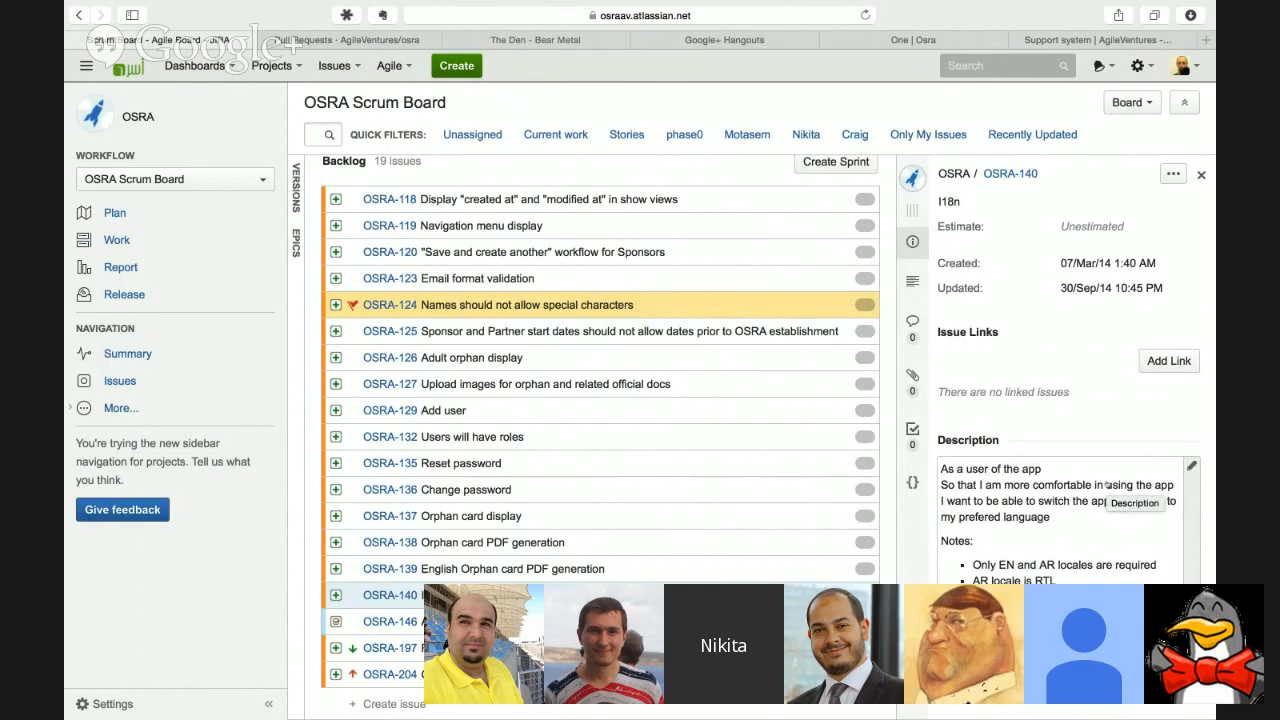 osraav.atlassian.net
Google+
Scrum Board - Agile Board - JIRA
Pull Requests · AgileVentures/osra
The Den - Bear Metal
Google+ Hangouts
One | Osra
Support system | AgileVentures -...
Dashboards
Projects
Issues
Agile
Create
Search
OSRA
WORKFLOW
OSRA Scrum Board
Plan
Work
Report
Release
NAVIGATION
Summary
Issues
More...
You're trying the new sidebar
navigation for projects. Tell us what
you think.
Give feedback
Settings
OSRA Scrum Board
Board
QUICK FILTERS:
Unassigned
Current work
Stories
phase0
Motasem
Nikita
Craig
Only My Issues
Recently Updated
VERSIONS
EPICS
Backlog 19 issues
Create Sprint
OSRA-118 Display "created at" and "modified at" in show views
OSRA-119 Navigation menu display
OSRA-120 "Save and create another" workflow for Sponsors
OSRA-123 Email format validation
OSRA-124 Names should not allow special characters
OSRA-125 Sponsor and Partner start dates should not allow dates prior to OSRA establishment
OSRA-126 Adult orphan display
OSRA-127 Upload images for orphan and related official docs
OSRA-129 Add user
OSRA-132 Users will have roles
OSRA-135 Reset password
OSRA-136 Change password
OSRA-137 Orphan card display
OSRA-138 Orphan card PDF generation
OSRA-139 English Orphan card PDF generation
OSRA-140
OSRA-146
OSRA-197
OSRA-204
Create issue
OSRA / OSRA-140
I18n
Estimate: Unestimated
Created: 07/Mar/14 1:40 AM
Updated: 30/Sep/14 10:45 PM
Issue Links
Add Link
There are no linked issues
Description
As a user of the app
So that I am more comfortable in using the app
I want to be able to switch the app to
my prefered language
Description
Notes:
Only EN and AR locales are required
AR locale is RTL
0
0
0
Nikita